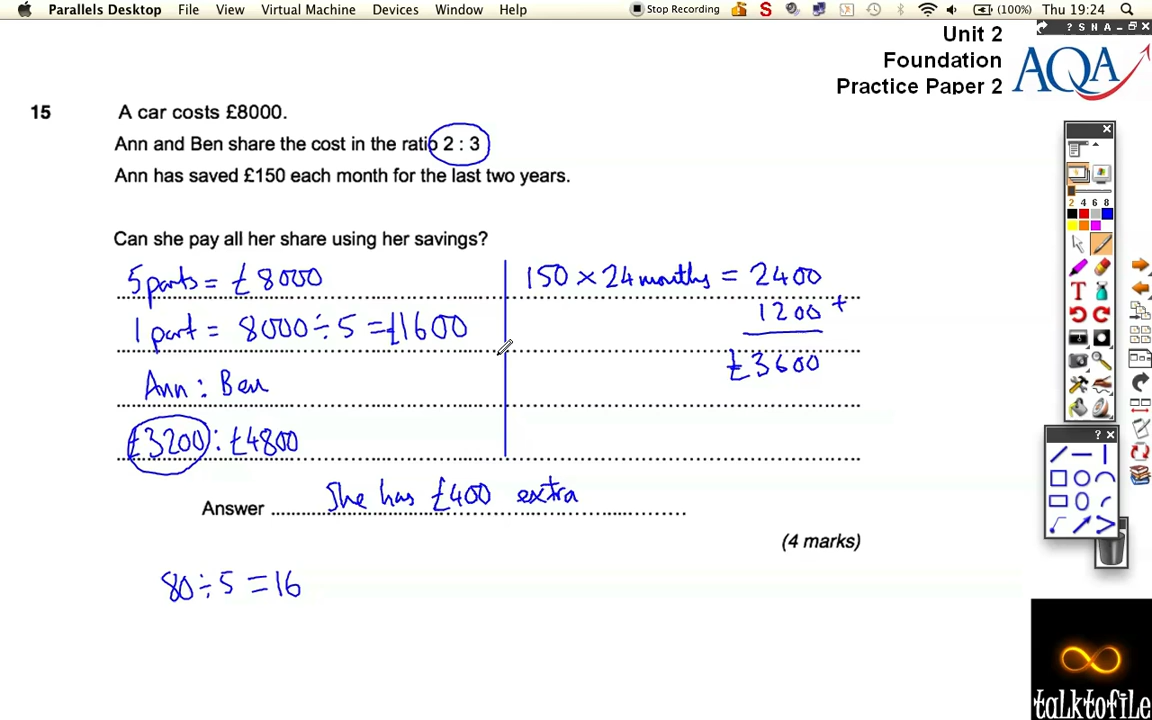 Parallels Desktop File View Virtual Machine Devices Window Help Stop Recording (100%) Thu 19:24
Unit 2
Foundation
Practice Paper 2
AQA
? S N A
15 A car costs £8000.
Ann and Ben share the cost in the ratio 2 : 3
Ann has saved £150 each month for the last two years.
Can she pay all her share using her savings?
5 parts = £8000
1 part = 8000 ÷ 5 = £1600
Ann : Ben
£3200 : £4800
150 × 24 months = 2400
1200 +
£3600
Answer She has £400 extra
(4 marks)
80 ÷ 5 = 16
2 4 6 8
T
?
talktofile